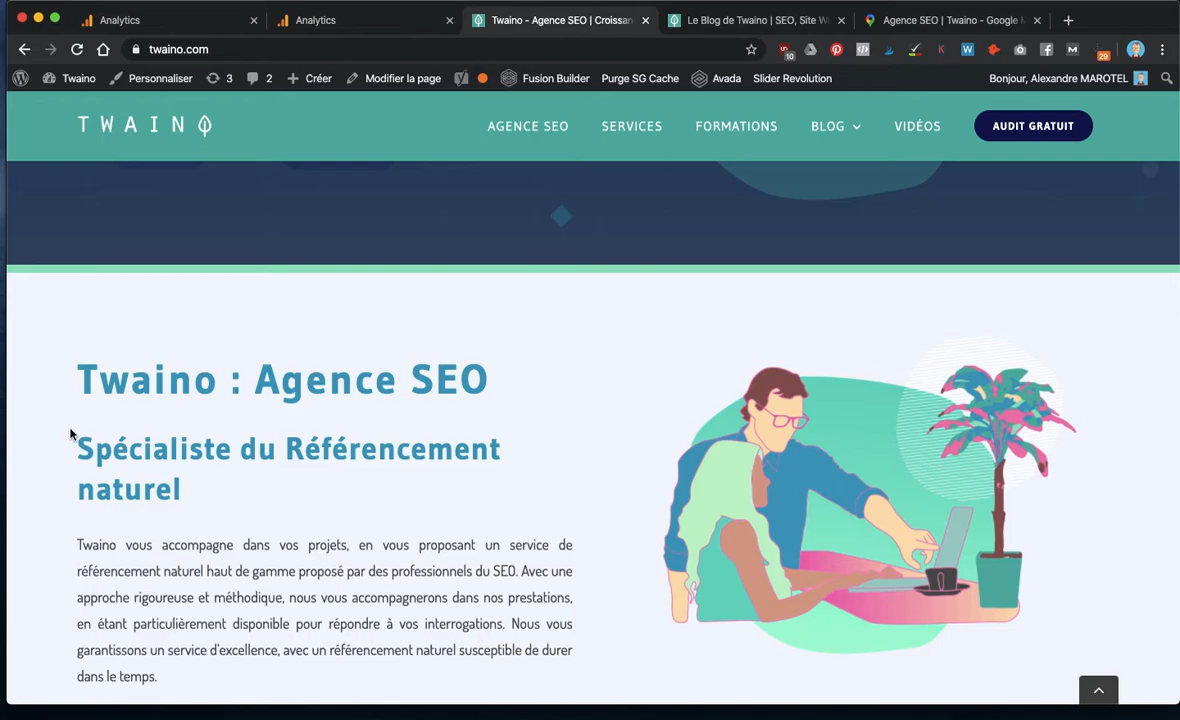 Analytics
Analytics
Twaino - Agence SEO | Croissan
Le Blog de Twaino | SEO, Site W
Agence SEO | Twaino - Google M
twaino.com
10
29
Twaino
Personnaliser
3
2
Créer
Modifier la page
Fusion Builder
Purge SG Cache
Avada
Slider Revolution
Bonjour, Alexandre MAROTEL
TWAINO
AGENCE SEO
SERVICES
FORMATIONS
BLOG
VIDÉOS
AUDIT GRATUIT
Twaino : Agence SEO
Spécialiste du Référencement
naturel
Twaino vous accompagne dans vos projets, en vous proposant un service de
référencement naturel haut de gamme proposé par des professionnels du SEO. Avec une
approche rigoureuse et méthodique, nous vous accompagnerons dans nos prestations,
en étant particulièrement disponible pour répondre à vos interrogations. Nous vous
garantissons un service d'excellence, avec un référencement naturel susceptible de durer
dans le temps.